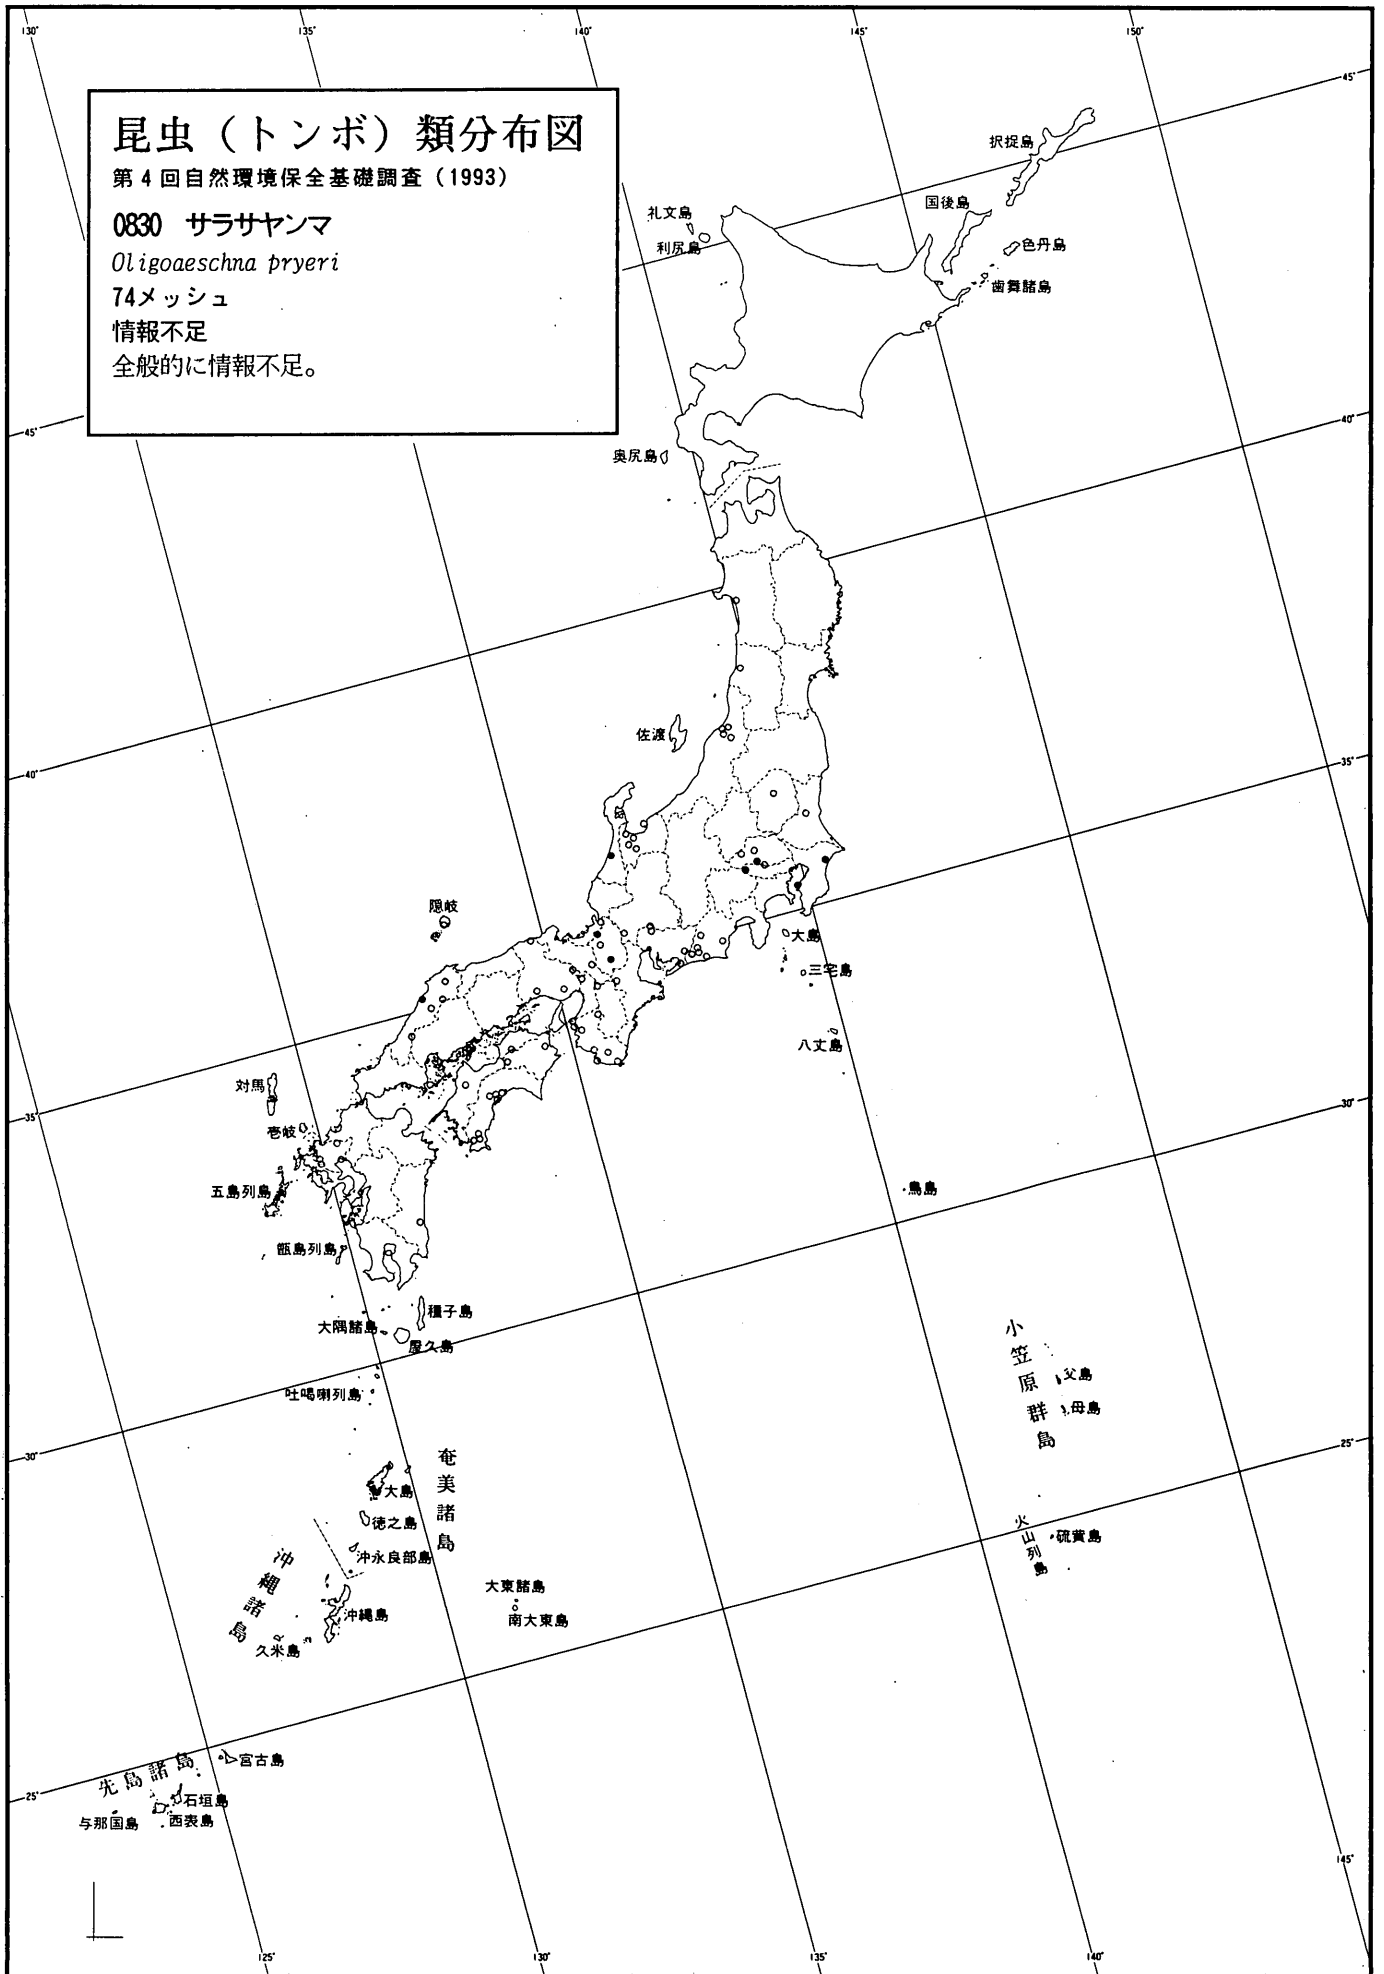 130°
135°
140°
145°
150°
昆虫（トンボ）類分布図
第4回自然環境保全基礎調査（1993）
0830　サラサヤンマ
Oligoaeschna pryeri
74メッシュ
情報不足
全般的に情報不足。
45°
択捉島
国後島
色丹島
歯舞諸島
礼文島
利尻島
45°
40°
奥尻島
佐渡
40°
35°
隠岐
大島
三宅島
八丈島
対馬
壱岐
35°
30°
五島列島
鳥島
甑島列島
種子島
大隅諸島
屋久島
吐噶喇列島
小笠原群島
父島
母島
30°
25°
奄美諸島
大島
徳之島
沖永良部島
火山列島
硫黄島
沖縄諸島
沖縄島
久米島
大東諸島
南大東島
先島諸島
宮古島
石垣島
西表島
与那国島
25°
145°
125°
130°
135°
140°